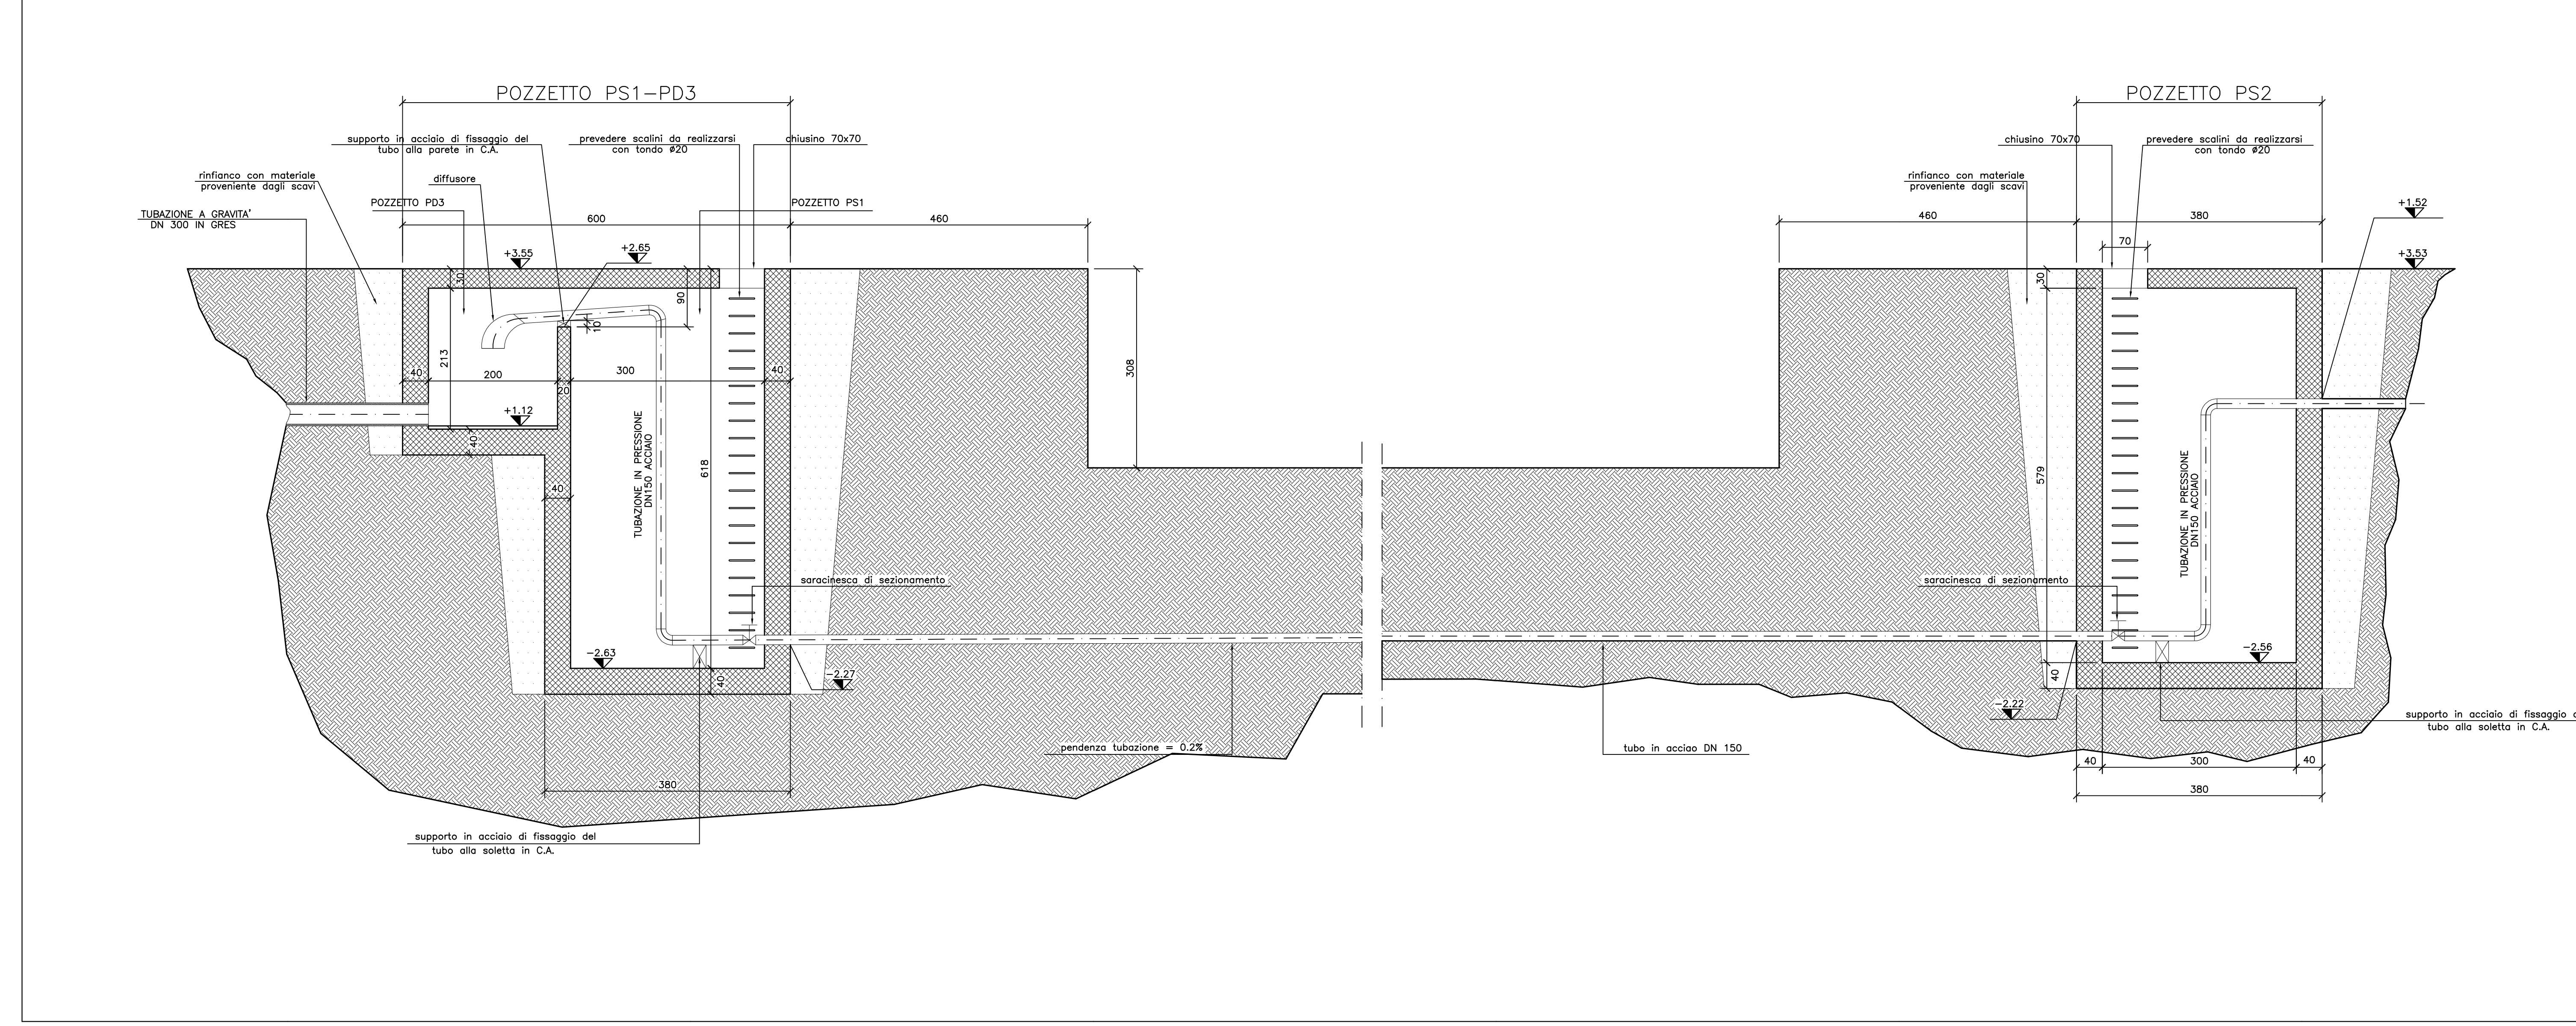 POZZETTO PS1-PD3
POZZETTO PS2
supporto in acciaio di fissaggio del
tubo alla parete in C.A.
prevedere scalini da realizzarsi
con tondo ø20
chiusino 70x70
rinfianco con materiale
proveniente dagli scavi
diffusore
TUBAZIONE A GRAVITA'
DN 300 IN GRES
POZZETTO PD3
POZZETTO PS1
600
460
+3.55
+2.65
30
90
10
213
40
200
20
300
40
+1.12
40
40
618
TUBAZIONE IN PRESSIONE
DN150 ACCIAIO
308
saracinesca di sezionamento
-2.63
40
-2.27
380
supporto in acciaio di fissaggio del
tubo alla soletta in C.A.
pendenza tubazione = 0.2%
tubo in acciao DN 150
chiusino 70x70
prevedere scalini da realizzarsi
con tondo ø20
rinfianco con materiale
proveniente dagli scavi
460
380
70
+1.52
+3.53
30
579
TUBAZIONE IN PRESSIONE
DN150 ACCIAIO
saracinesca di sezionamento
-2.56
40
-2.22
supporto in acciaio di fissaggio
tubo alla soletta in C.A.
40
300
40
380